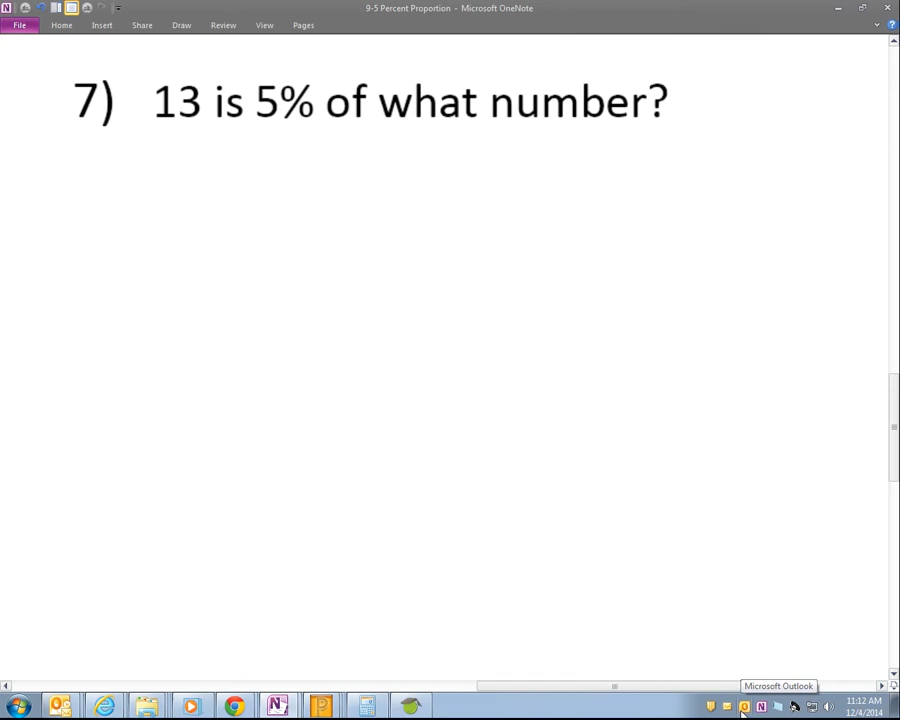 9-5 Percent Proportion - Microsoft OneNote
File Home Insert Share Draw Review View Pages
7) 13 is 5% of what number?
Microsoft Outlook
11:12 AM
12/4/2014